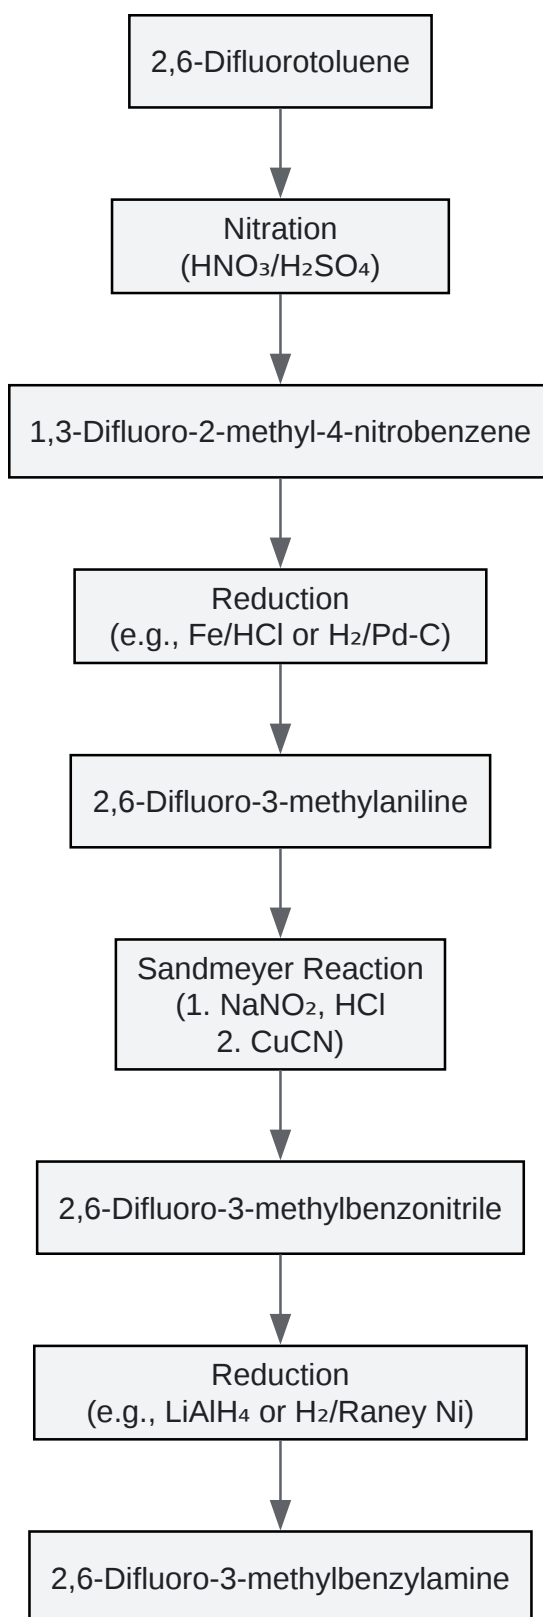 2,6-Difluorotoluene
Nitration
(HNO₃/H₂SO₄)
1,3-Difluoro-2-methyl-4-nitrobenzene
Reduction
(e.g., Fe/HCl or H₂/Pd-C)
2,6-Difluoro-3-methylaniline
Sandmeyer Reaction
(1. NaNO₂, HCl
2. CuCN)
2,6-Difluoro-3-methylbenzonitrile
Reduction
(e.g., LiAlH₄ or H₂/Raney Ni)
2,6-Difluoro-3-methylbenzylamine